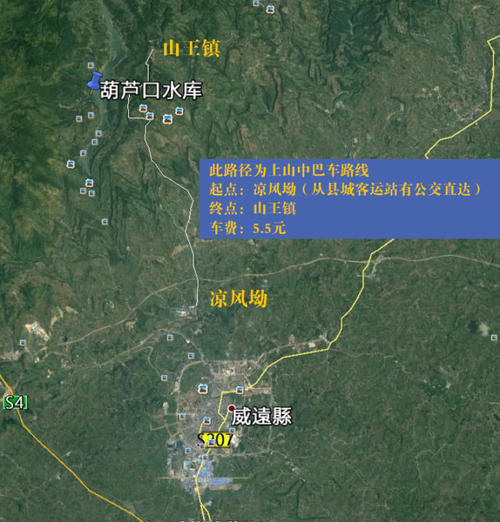 山王镇
葫芦口水库
此路径为上山中巴车路线
起点：凉风坳（从县城客运站有公交直达）
终点：山王镇
车费：5.5元
凉风坳
S4
威遠縣
S207